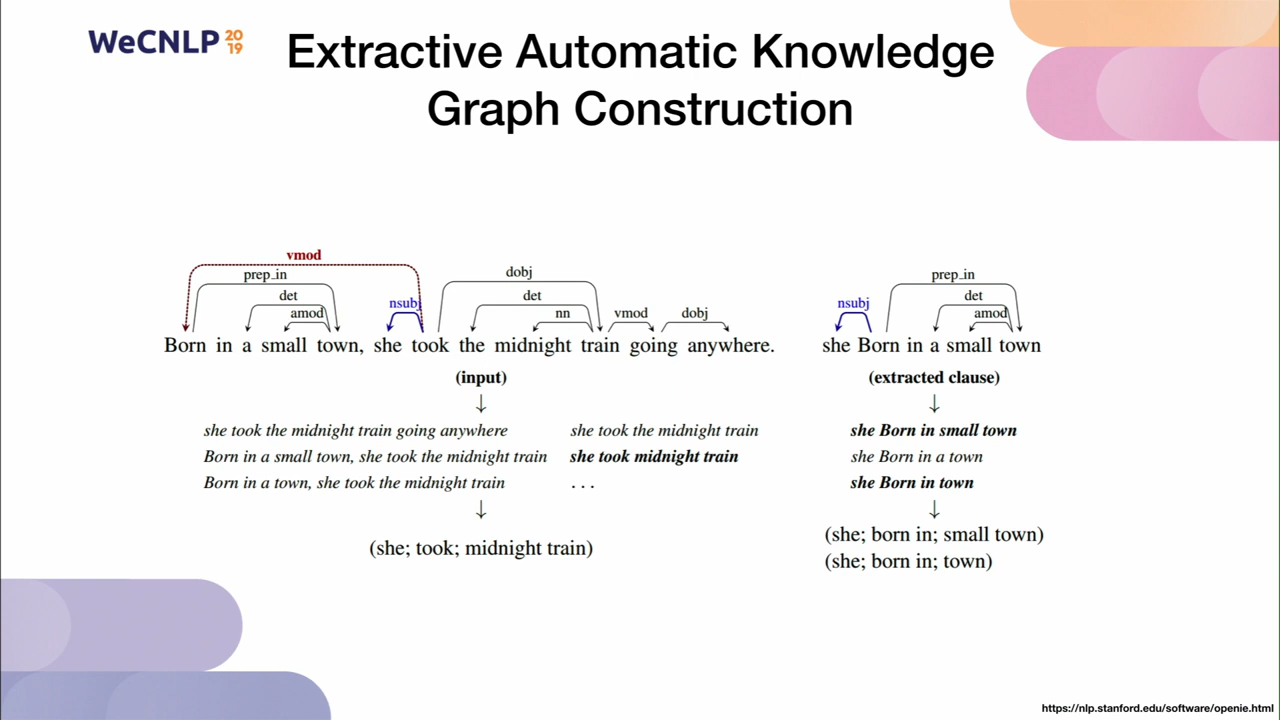 WeCNLP 2019
Extractive Automatic Knowledge
Graph Construction
vmod
prep_in
dobj
prep_in
det
det
det
nsubj
amod
nn
vmod
dobj
nsubj
amod
Born in a small town, she took the midnight train going anywhere.
she Born in a small town
(input)
(extracted clause)
↓
↓
she took the midnight train going anywhere
she took the midnight train
she Born in small town
Born in a small town, she took the midnight train
she took midnight train
she Born in a town
Born in a town, she took the midnight train
. . .
she Born in town
↓
↓
(she; took; midnight train)
(she; born in; small town)
(she; born in; town)
https://nlp.stanford.edu/software/openie.html